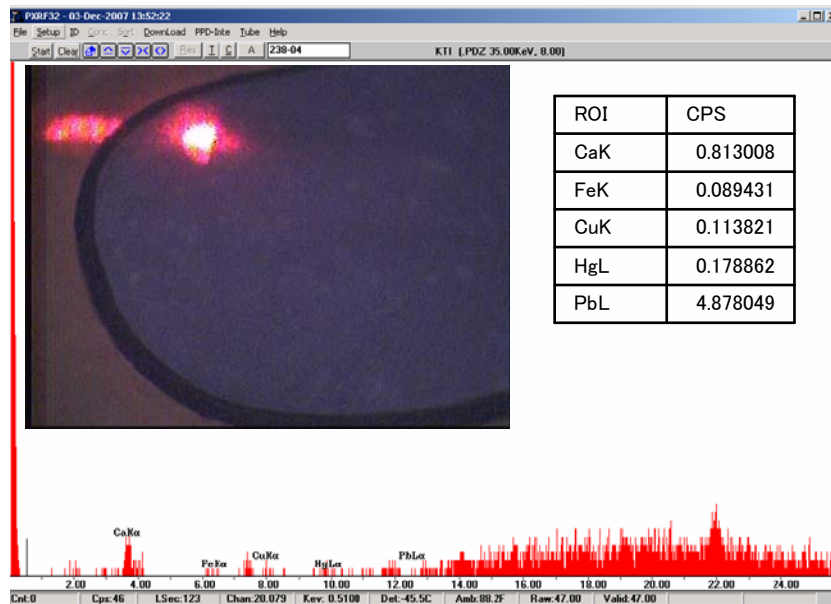 PXRF32 - 03-Dec-2007 13:52:22
File Setup ID Conc Sort DownLoad PPD-Inte Tube Help
Start Clear Res I C A 238-04 KTI (.PDZ 35.00KeV, 8.00)
ROI CPS
CaK 0.813008
FeK 0.089431
CuK 0.113821
HgL 0.178862
PbL 4.878049
CaKα
FeKα CuKα HgLα PbLα
2.00 4.00 6.00 8.00 10.00 12.00 14.00 16.00 18.00 20.00 22.00 24.00
Cnt:0 Cps:46 LSec:123 Chan:20.079 Kev: 0.5100 Det:-45.5C Amb:88.2F Raw:47.00 Valid:47.00